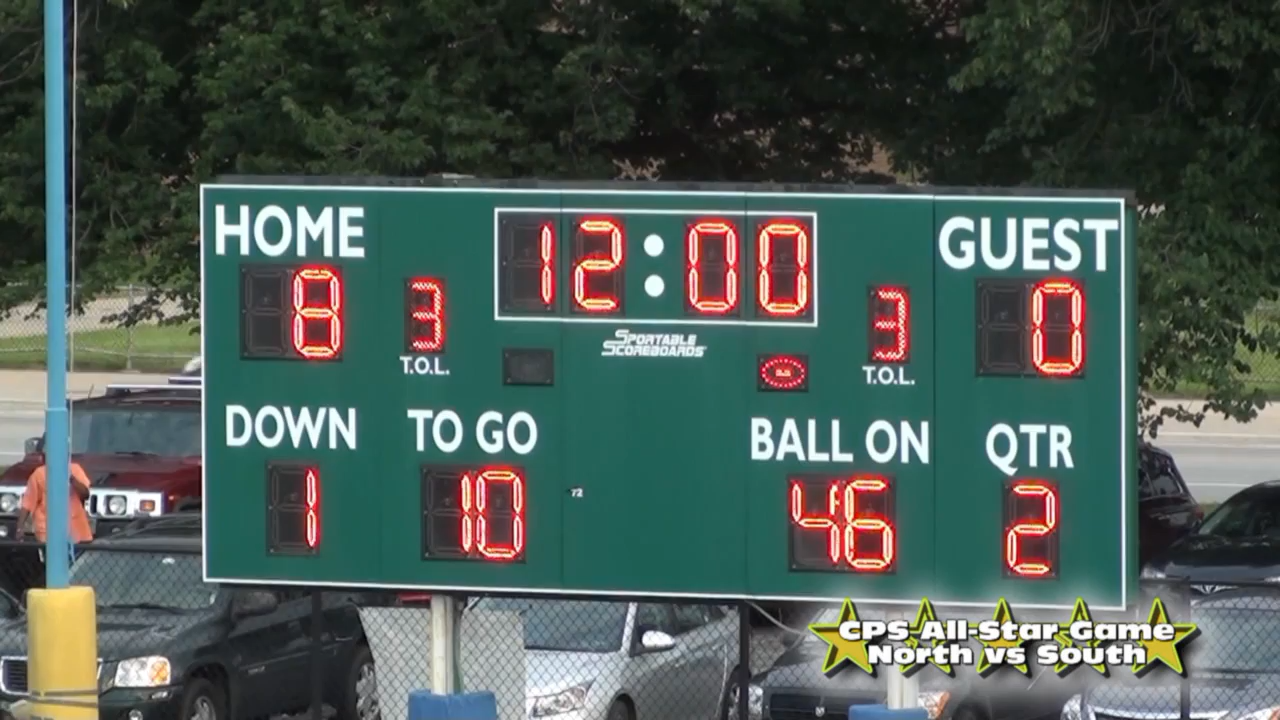 HOME 12:00 GUEST
8 3 3 0
T.O.L. SPORTABLE SCOREBOARDS T.O.L.
DOWN TO GO BALL ON QTR
1 10 46 2
72
CPS All-Star Game
North vs South